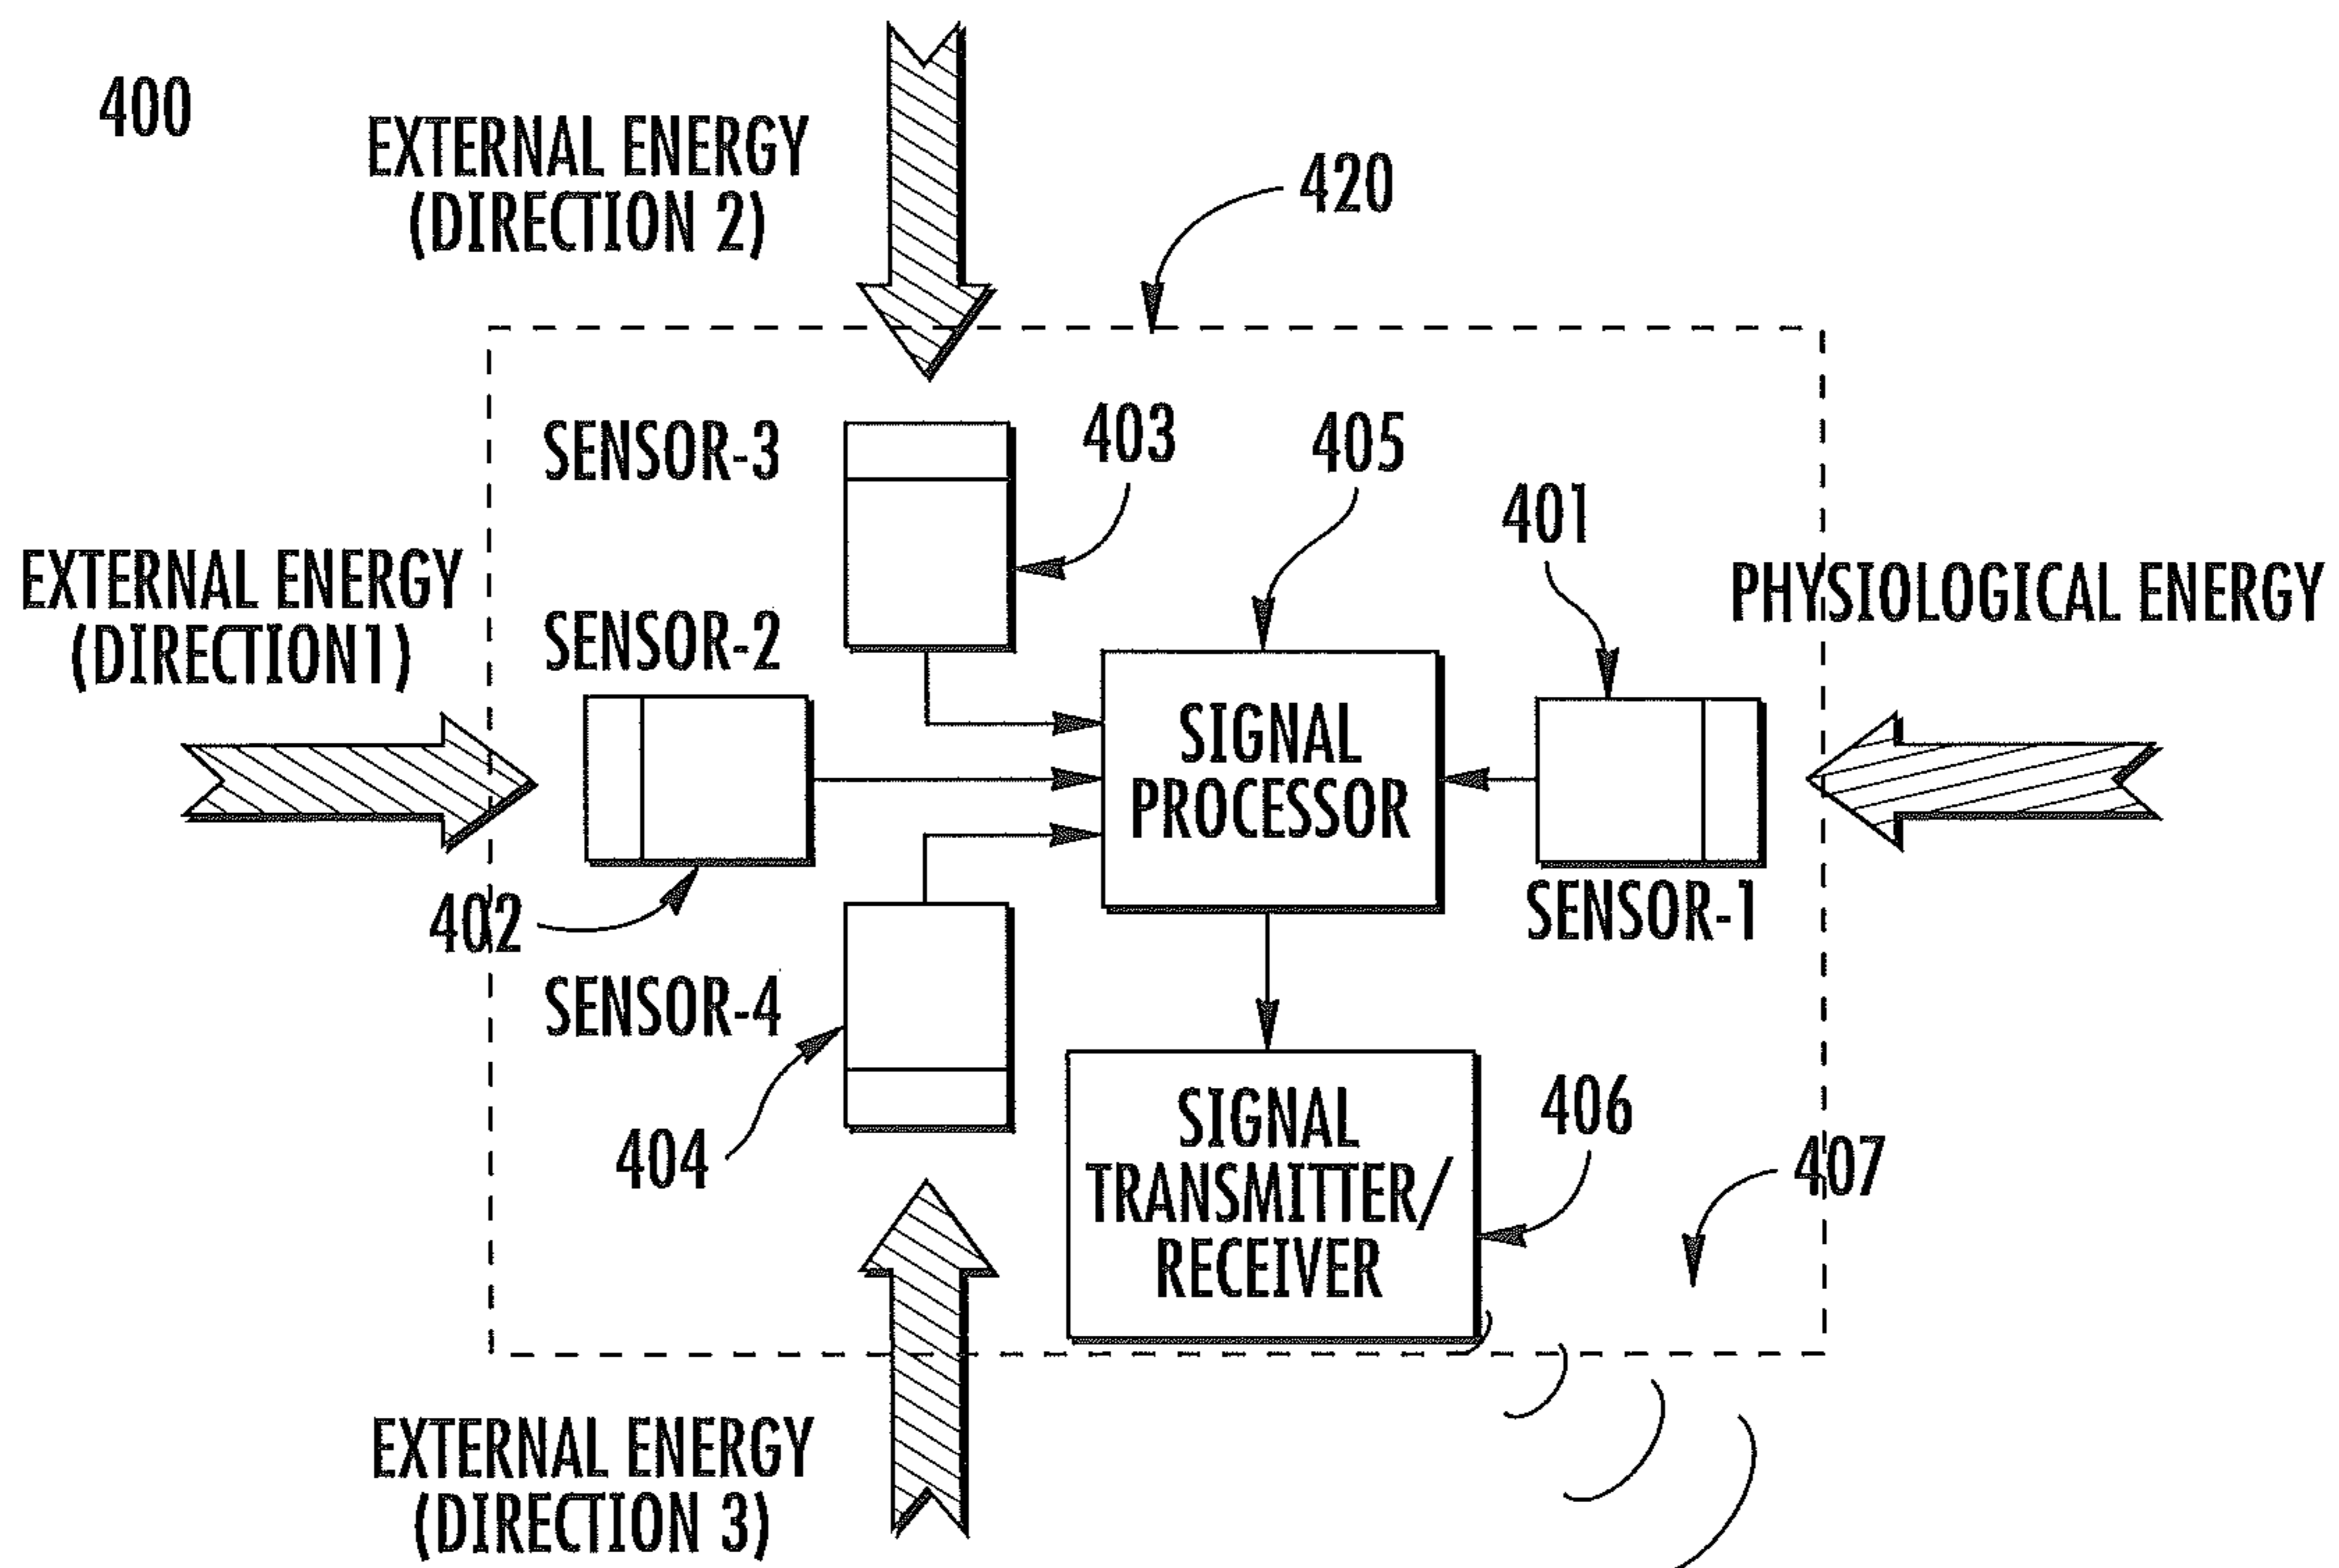 400
EXTERNAL ENERGY
(DIRECTION 2)
420
SENSOR-3
403
405
401
EXTERNAL ENERGY
(DIRECTION1)
SENSOR-2
PHYSIOLOGICAL ENERGY
SIGNAL
PROCESSOR
402
SENSOR-1
SENSOR-4
404
SIGNAL
TRANSMITTER/
RECEIVER
406
407
EXTERNAL ENERGY
(DIRECTION 3)